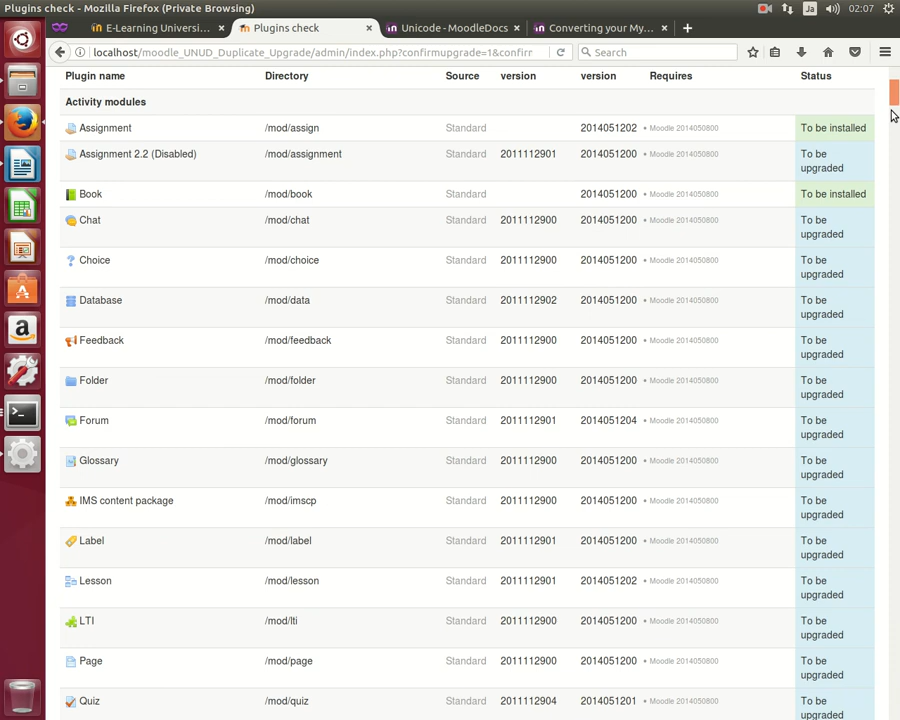 Plugins check - Mozilla Firefox (Private Browsing)
Ja
02:07
E-Learning Universi...
Plugins check
Unicode - MoodleDocs
Converting your My...
localhost/moodle_UNUD_Duplicate_Upgrade/admin/index.php?confirmupgrade=1&confirr
Search
Plugin name Directory Source version version Requires Status
Activity modules
Assignment /mod/assign Standard 2014051202 Moodle 2014050800 To be installed
Assignment 2.2 (Disabled) /mod/assignment Standard 2011112901 2014051200 Moodle 2014050800 To be
upgraded
Book /mod/book Standard 2014051200 Moodle 2014050800 To be installed
Chat /mod/chat Standard 2011112900 2014051200 Moodle 2014050800 To be
upgraded
Choice /mod/choice Standard 2011112900 2014051200 Moodle 2014050800 To be
upgraded
Database /mod/data Standard 2011112902 2014051200 Moodle 2014050800 To be
upgraded
Feedback /mod/feedback Standard 2011112900 2014051200 Moodle 2014050800 To be
upgraded
Folder /mod/folder Standard 2011112900 2014051200 Moodle 2014050800 To be
upgraded
Forum /mod/forum Standard 2011112901 2014051204 Moodle 2014050800 To be
upgraded
Glossary /mod/glossary Standard 2011112900 2014051200 Moodle 2014050800 To be
upgraded
IMS content package /mod/imscp Standard 2011112900 2014051200 Moodle 2014050800 To be
upgraded
Label /mod/label Standard 2011112901 2014051200 Moodle 2014050800 To be
upgraded
Lesson /mod/lesson Standard 2011112901 2014051202 Moodle 2014050800 To be
upgraded
LTI /mod/lti Standard 2011112900 2014051200 Moodle 2014050800 To be
upgraded
Page /mod/page Standard 2011112900 2014051200 Moodle 2014050800 To be
upgraded
Quiz /mod/quiz Standard 2011112904 2014051201 Moodle 2014050800 To be
upgraded